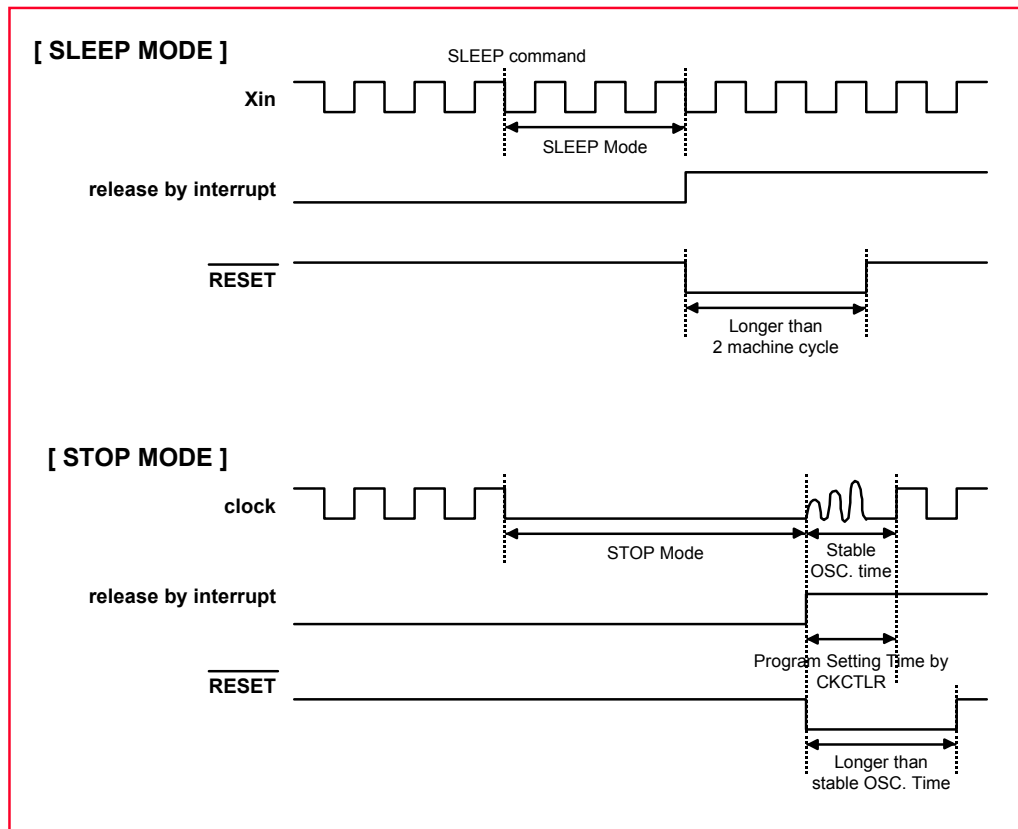 [ SLEEP MODE ]
SLEEP command
Xin
SLEEP Mode
release by interrupt
RESET
Longer than
2 machine cycle
[ STOP MODE ]
clock
STOP Mode
Stable
OSC. time
release by interrupt
Program Setting Time by
CKCTLR
RESET
Longer than
stable OSC. Time